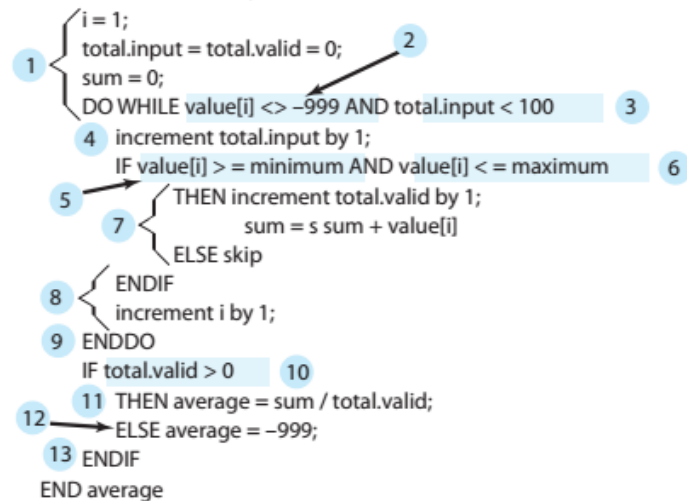 i = 1;
total.input = total.valid = 0;
2
1
sum = 0;
DO WHILE value[i] <> –999 AND total.input < 100 3
4 increment total.input by 1;
IF value[i] > = minimum AND value[i] < = maximum 6
5
THEN increment total.valid by 1;
7
sum = s sum + value[i]
ELSE skip
ENDIF
8
increment i by 1;
9 ENDDO
IF total.valid > 0 10
11 THEN average = sum / total.valid;
12
ELSE average = –999;
13 ENDIF
END average